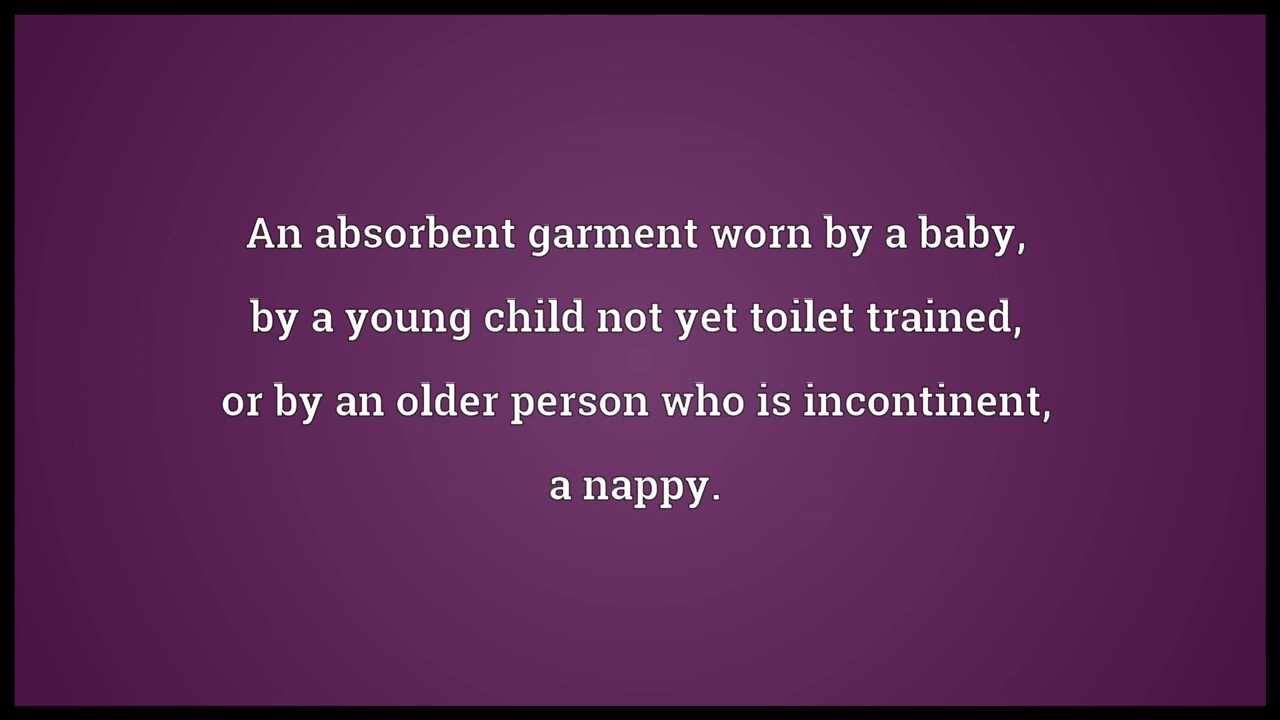 An absorbent garment worn by a baby,
by a young child not yet toilet trained,
or by an older person who is incontinent,
a nappy.